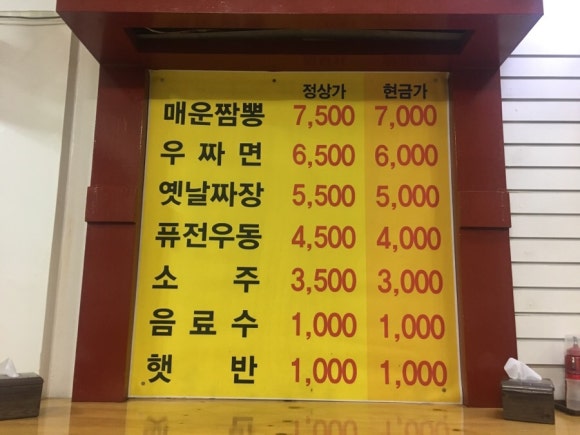 정상가 현금가
매운짬뽕 7,500 7,000
우짜면 6,500 6,000
옛날짜장 5,500 5,000
퓨전우동 4,500 4,000
소주 3,500 3,000
음료수 1,000 1,000
햇반 1,000 1,000